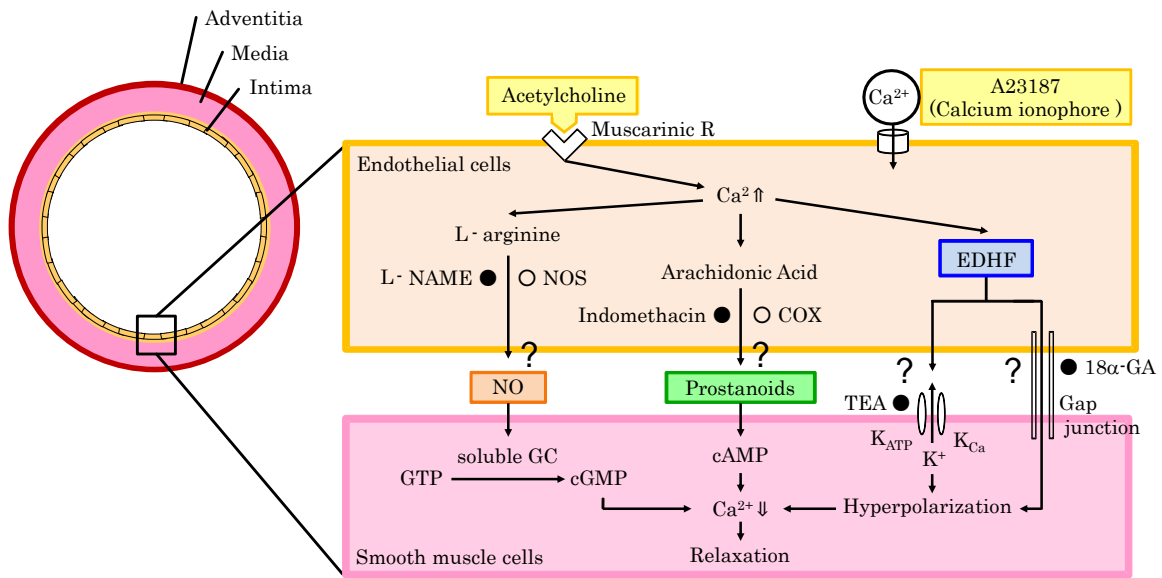 Adventitia
Media
Intima
Acetylcholine
Muscarinic R
Ca2+
A23187
(Calcium ionophore )
Endothelial cells
Ca2⇑
L- arginine
L- NAME
NOS
Arachidonic Acid
Indomethacin
COX
EDHF
?
?
?
?
NO
Prostanoids
TEA
18α-GA
Gap
junction
KATP
KCa
K+
soluble GC
GTP
cGMP
cAMP
Ca2+⇓
Hyperpolarization
Relaxation
Smooth muscle cells